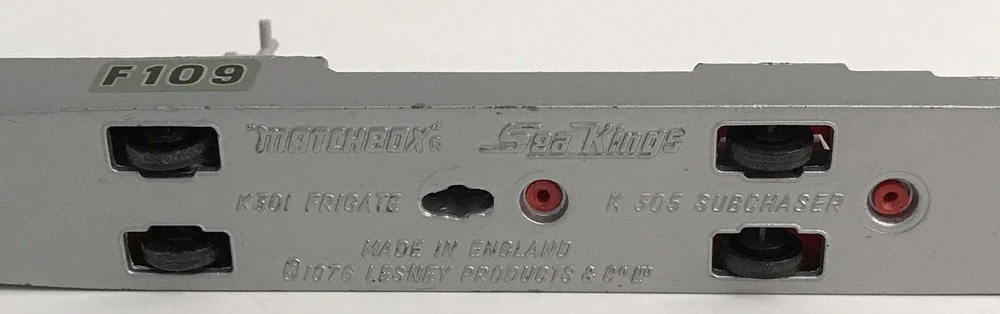 F109
"MATCHBOX"® Sea Kings
K301 FRIGATE K 305 SUBCHASER
MADE IN ENGLAND
© 1976 LESNEY PRODUCTS & Co LTD